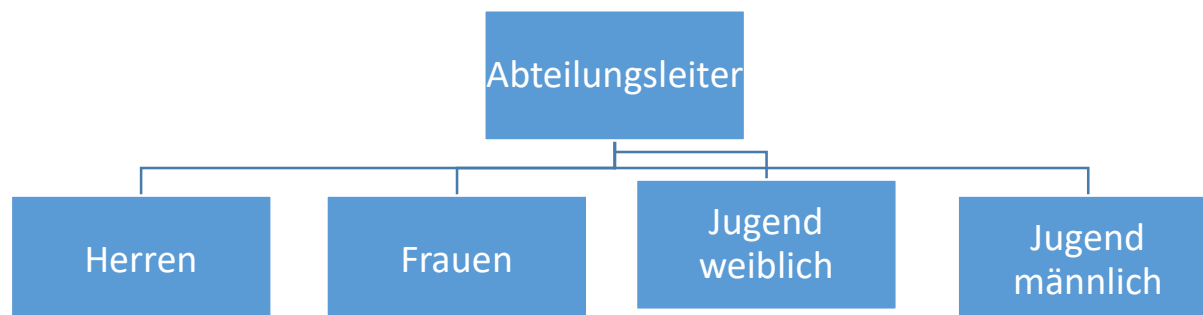 Abteilungsleiter
Herren
Frauen
Jugend
weiblich
Jugend
männlich